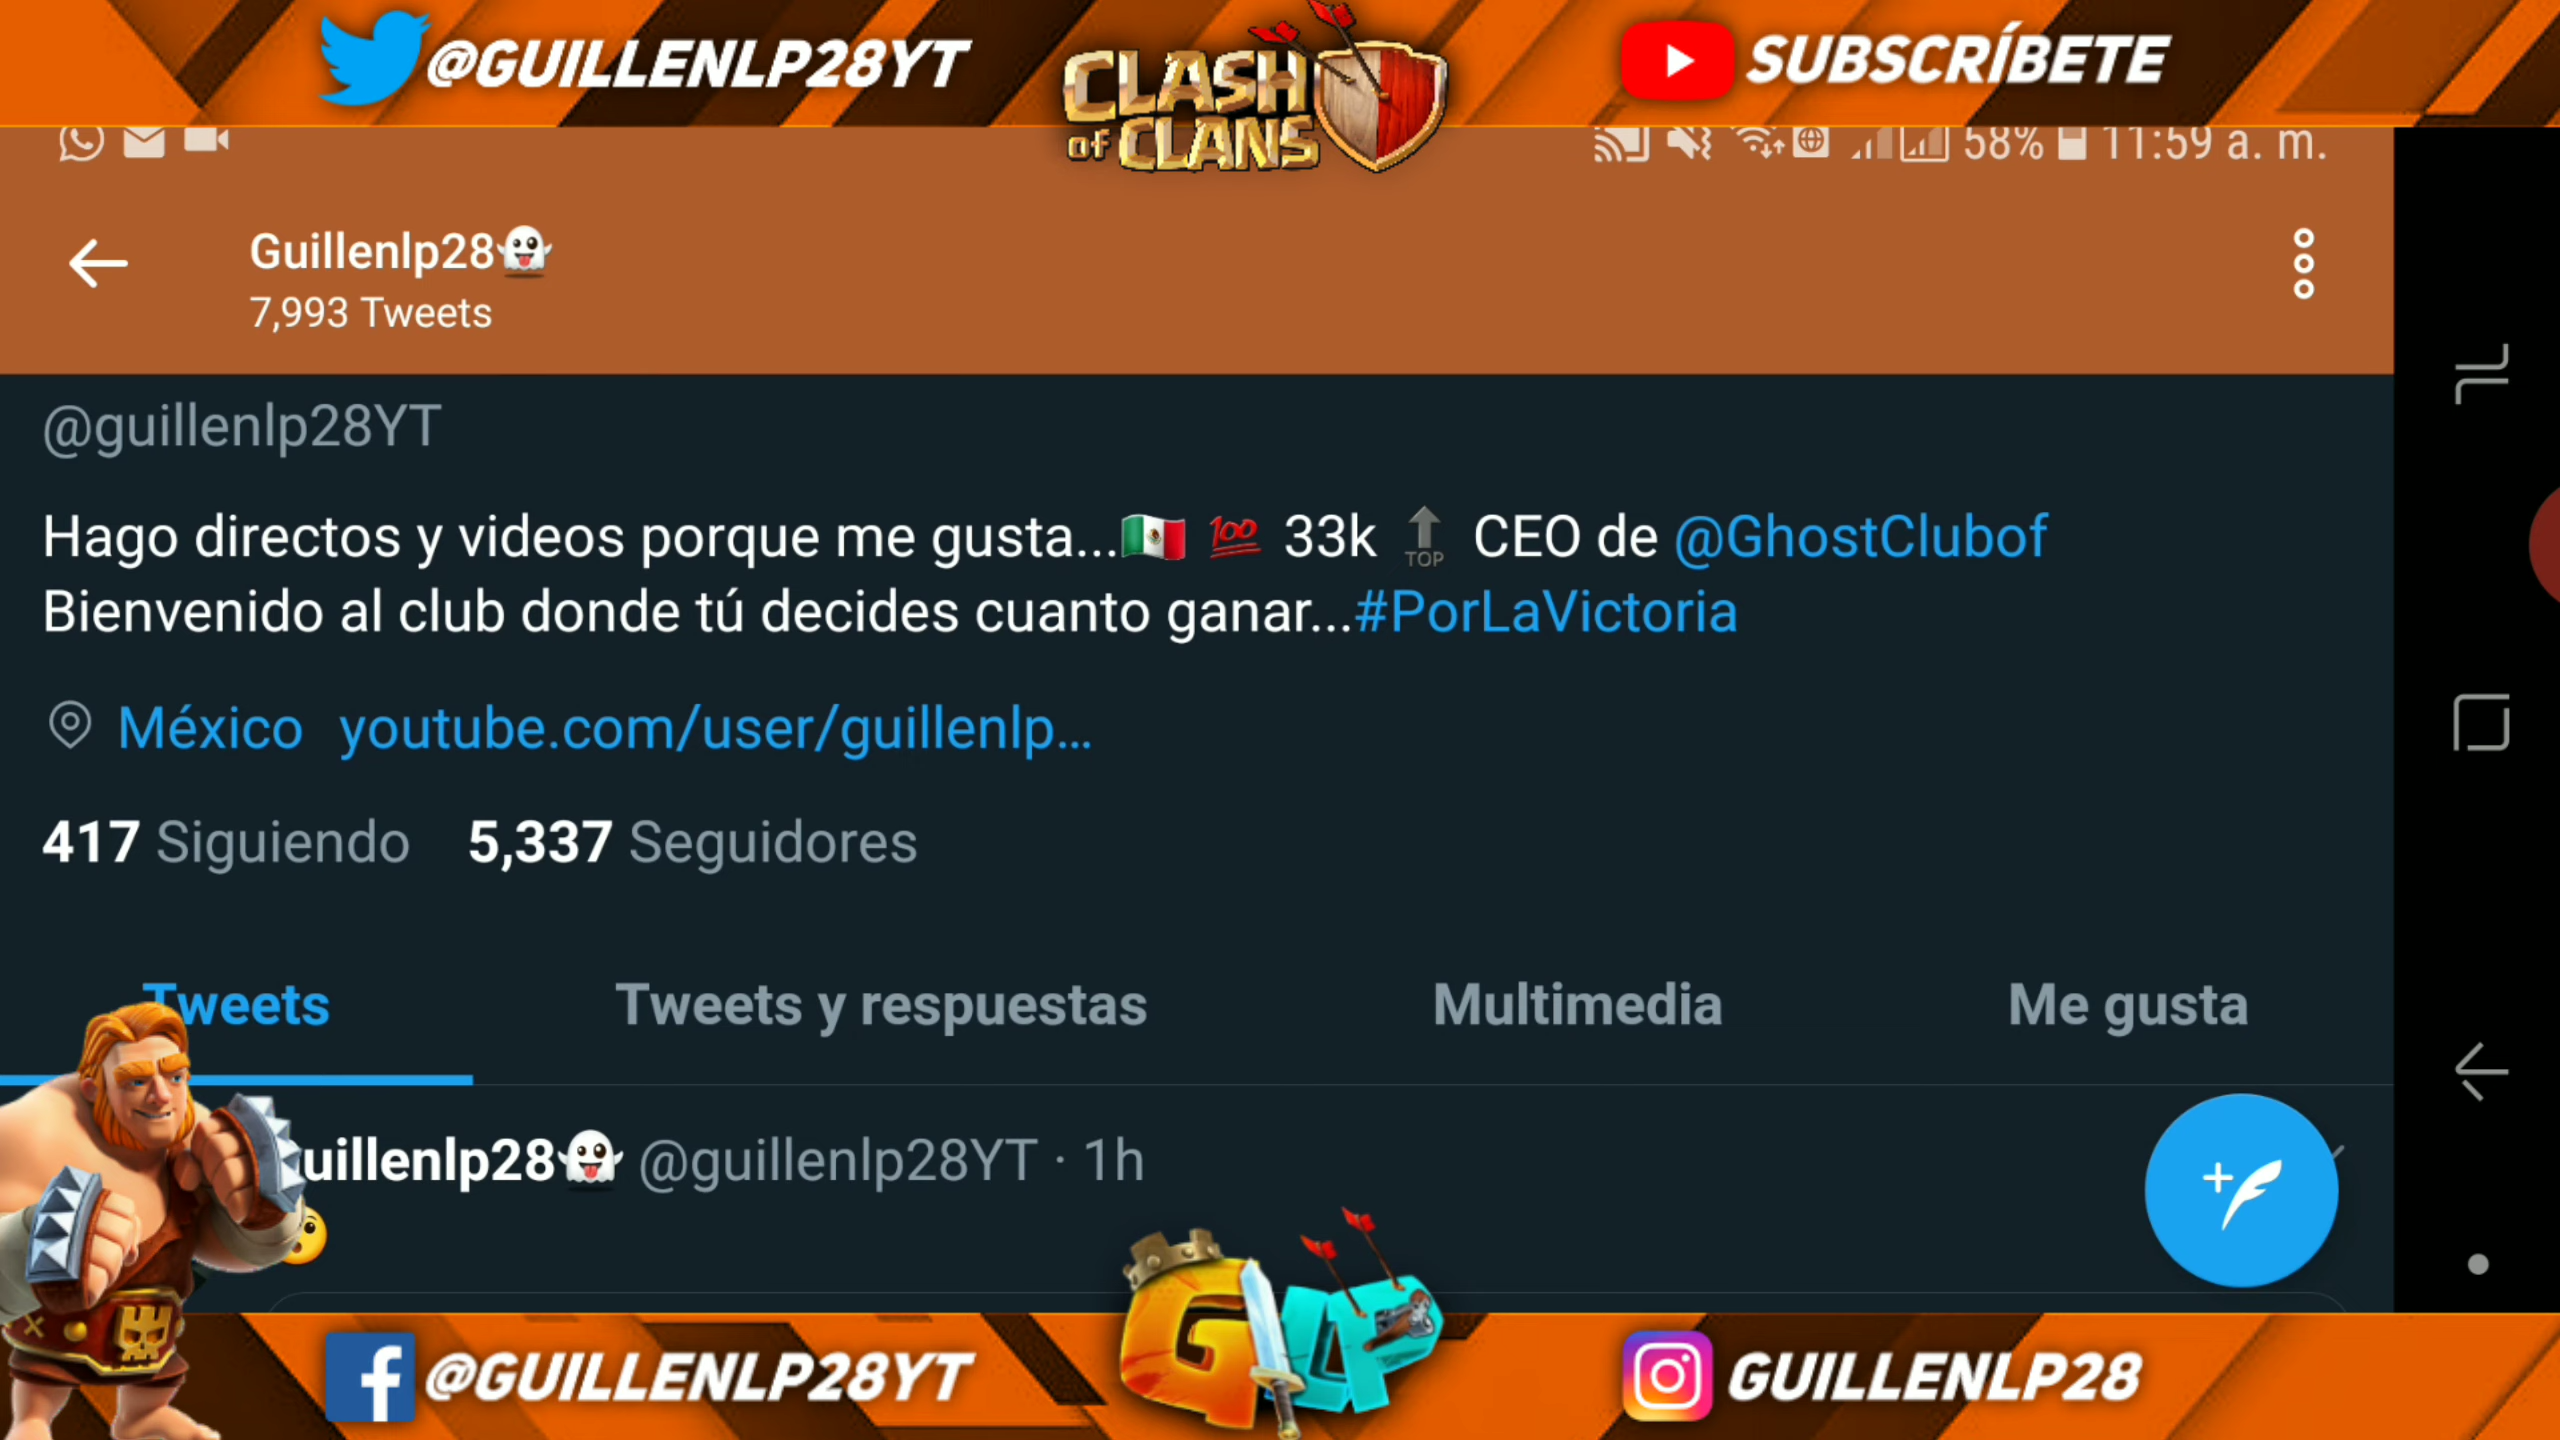 @GUILLENLP28YT
CLASH
of CLANS
SUBSCRÍBETE
58% 11:59 a. m.
Guillenlp28👻
7,993 Tweets
@guillenlp28YT
Hago directos y videos porque me gusta...🇲🇽 💯 33k 🔝 CEO de @GhostClubof
Bienvenido al club donde tú decides cuanto ganar...#PorLaVictoria
México youtube.com/user/guillenlp...
417 Siguiendo 5,337 Seguidores
Tweets Tweets y respuestas Multimedia Me gusta
uillenlp28👻 @guillenlp28YT · 1h
GLP
@GUILLENLP28YT
GUILLENLP28